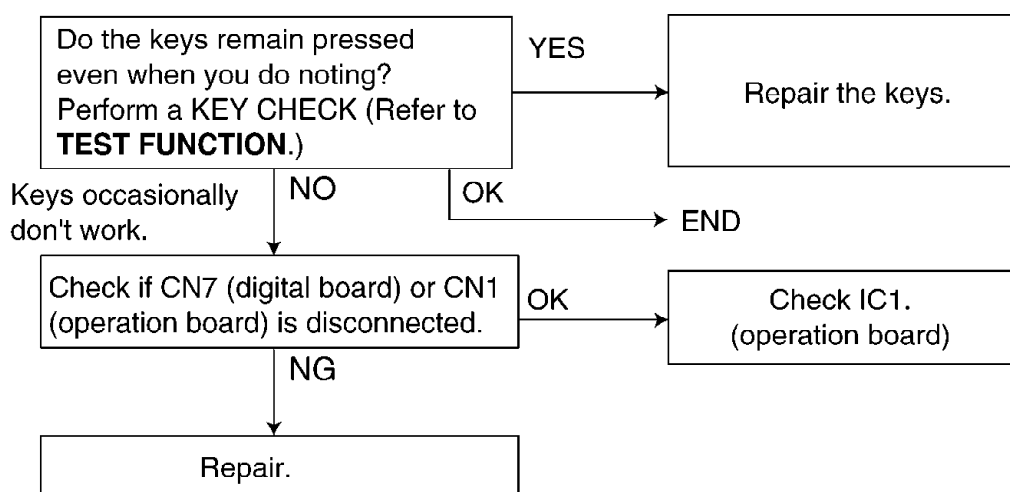 Do the keys remain pressed
even when you do noting?
Perform a KEY CHECK (Refer to
TEST FUNCTION.)
YES
Repair the keys.
Keys occasionally
don't work.
NO
OK
END
Check if CN7 (digital board) or CN1
(operation board) is disconnected.
OK
Check IC1.
(operation board)
NG
Repair.